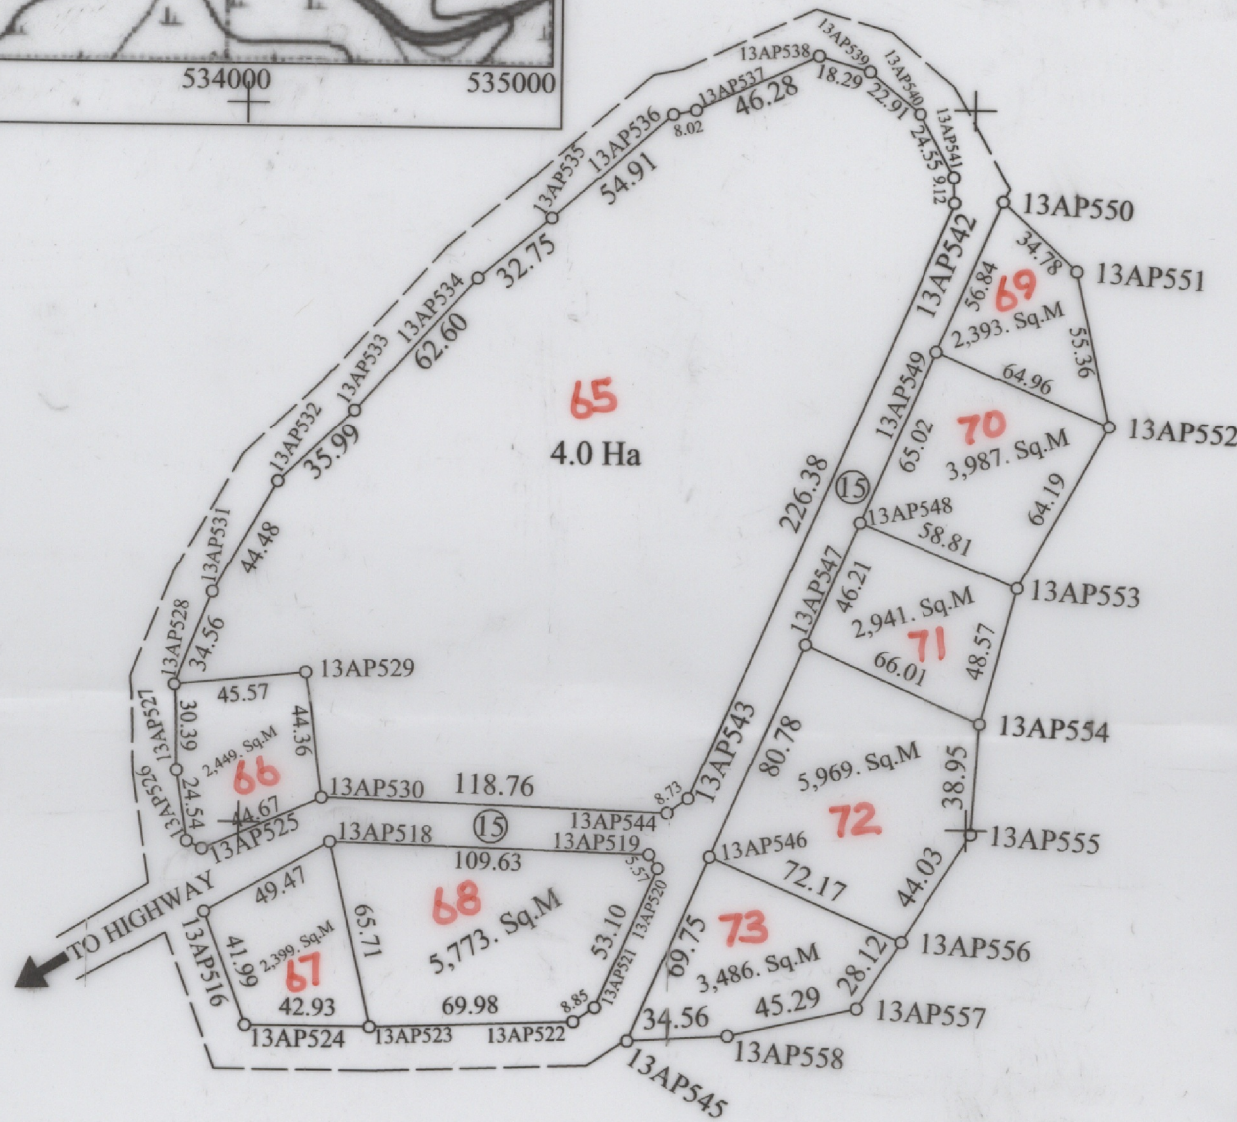 534000
535000
13AP538
13AP539
13AP540
13AP541
18.29
22.91
24.55
9.12
13AP537
46.28
8.02
13AP536
54.91
13AP535
32.75
13AP534
62.60
13AP533
35.99
13AP532
44.48
13AP531
34.56
13AP528
65
4.0 Ha
13AP542
226.38
15
13AP543
8.73
13AP550
34.78
13AP551
56.84
69
2,393. Sq.M
55.36
13AP549
64.96
13AP552
70
3,987. Sq.M
65.02
64.19
13AP548
58.81
13AP553
13AP547
46.21
2,941. Sq.M
71
48.57
66.01
13AP554
80.78
5,969. Sq.M
72
38.95
13AP555
13AP546
72.17
44.03
13AP556
69.75
73
3,486. Sq.M
28.12
13AP557
45.29
34.56
13AP558
13AP545
13AP529
45.57
13AP527
30.39
44.36
2,449. Sq.M
66
13AP526
24.54
44.67
13AP525
13AP530
118.76
13AP544
13AP518
15
13AP519
109.63
5.57
13AP520
68
5,773. Sq.M
53.10
13AP521
65.71
49.47
TO HIGHWAY
13AP516
41.99
2,399. Sq.M
67
42.93
13AP524
13AP523
69.98
13AP522
8.85